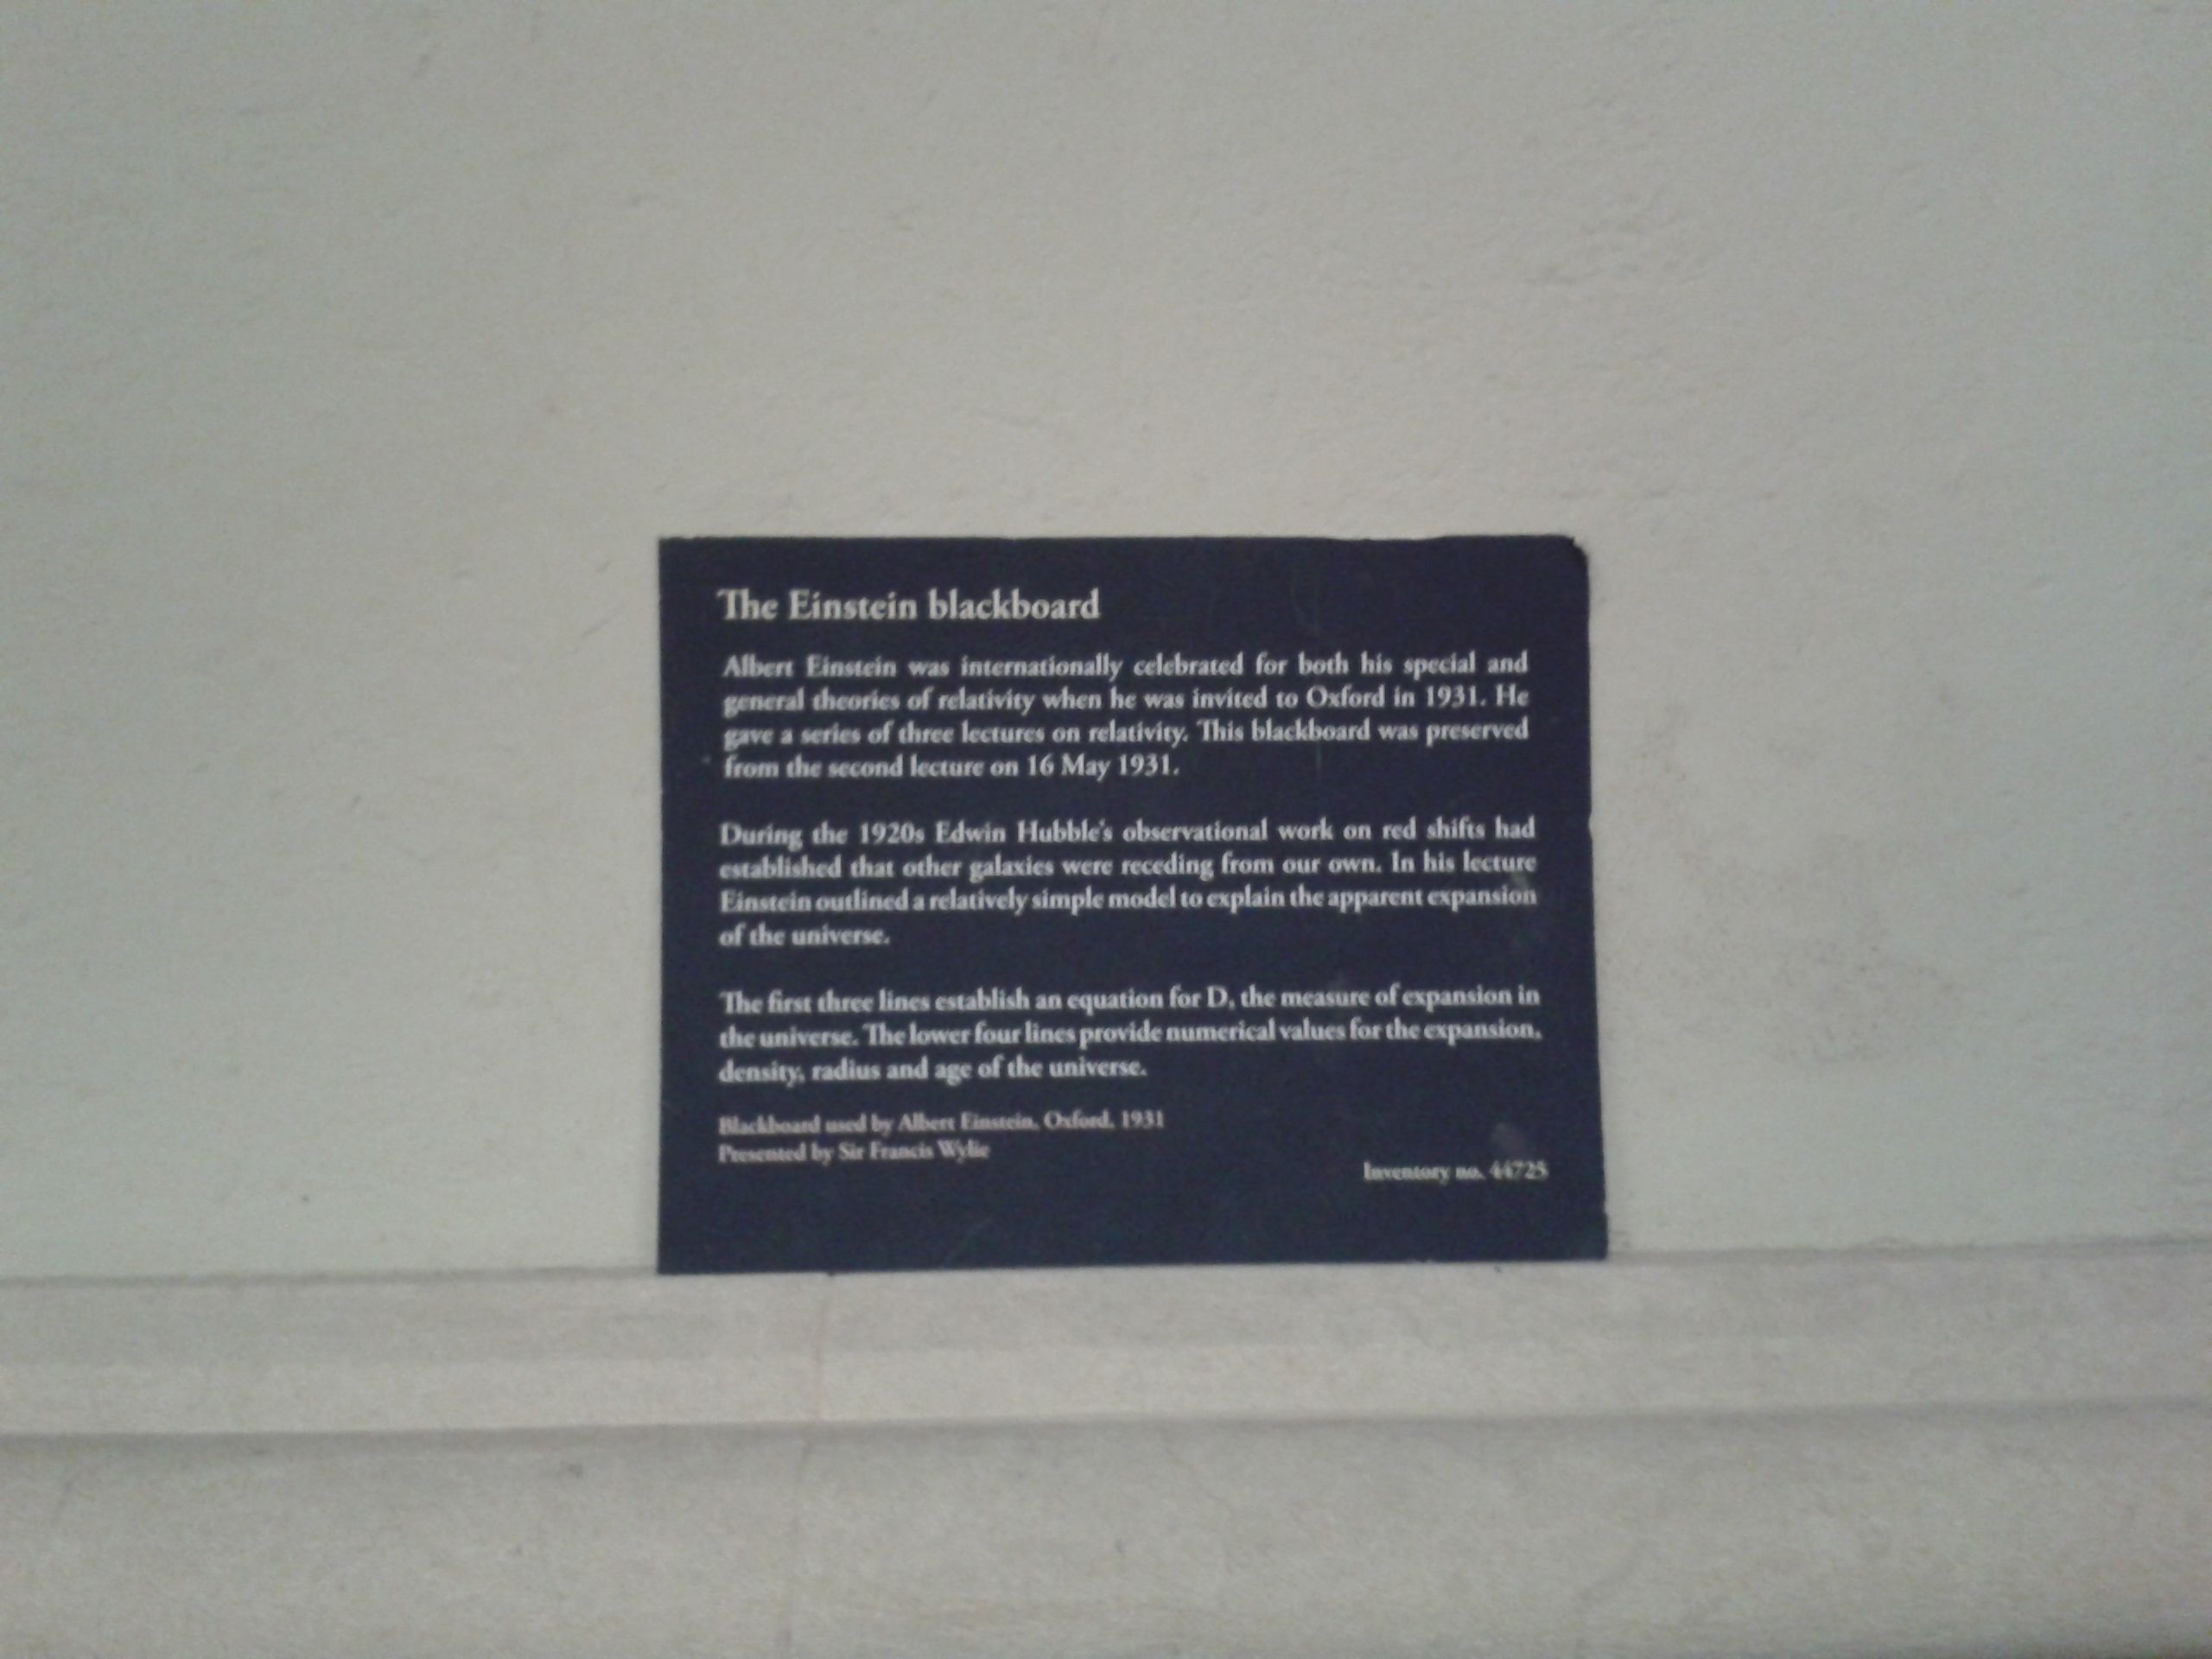 The Einstein blackboard
Albert Einstein was internationally celebrated for both his special and
general theories of relativity when he was invited to Oxford in 1931. He
gave a series of three lectures on relativity. This blackboard was preserved
from the second lecture on 16 May 1931.
During the 1920s Edwin Hubble's observational work on red shifts had
established that other galaxies were receding from our own. In his lecture
Einstein outlined a relatively simple model to explain the apparent expansion
of the universe.
The first three lines establish an equation for D, the measure of expansion in
the universe. The lower four lines provide numerical values for the expansion,
density, radius and age of the universe.
Blackboard used by Albert Einstein, Oxford, 1931
Presented by Sir Francis Wylie
Inventory no. 44725